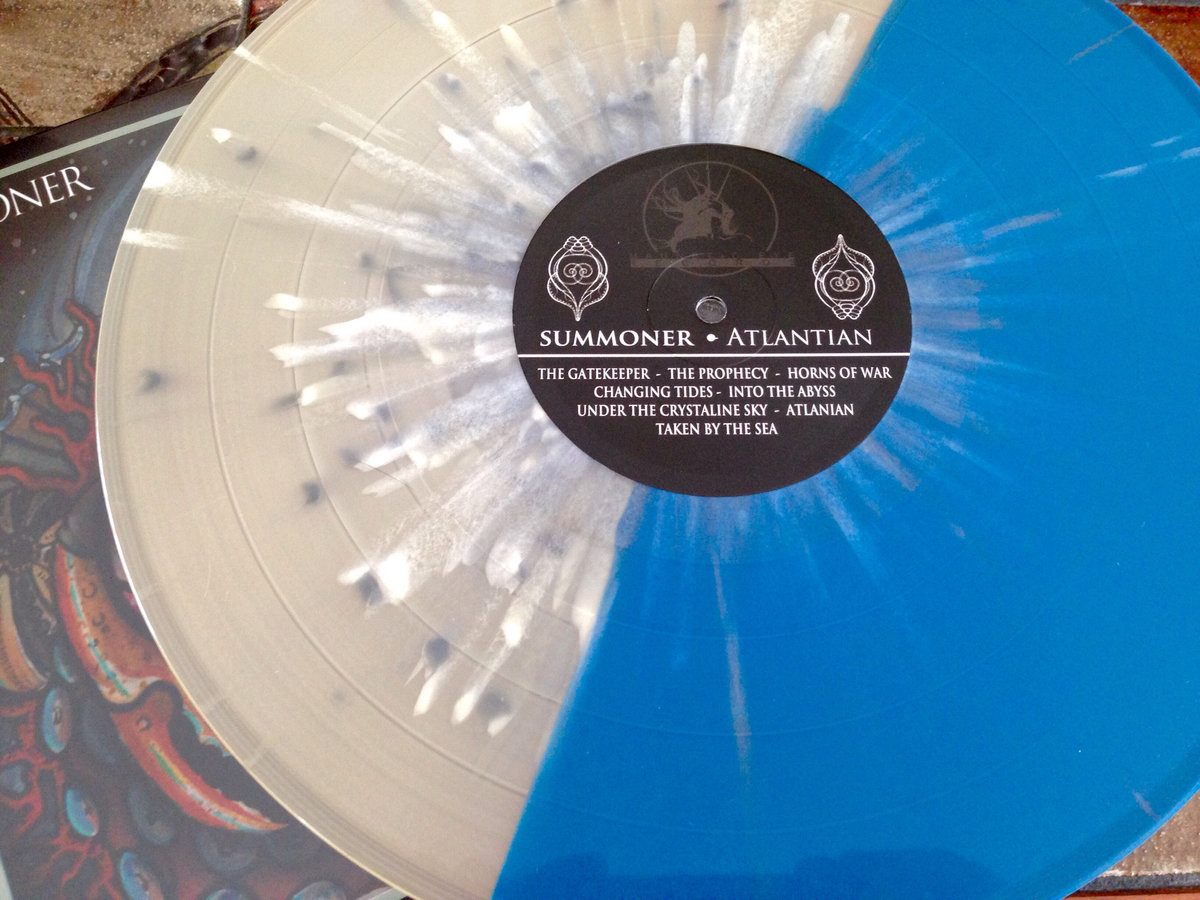 ONER
SUMMONER • ATLANTIAN
THE GATEKEEPER - THE PROPHECY - HORNS OF WAR
CHANGING TIDES - INTO THE ABYSS
UNDER THE CRYSTALINE SKY - ATLANIAN
TAKEN BY THE SEA